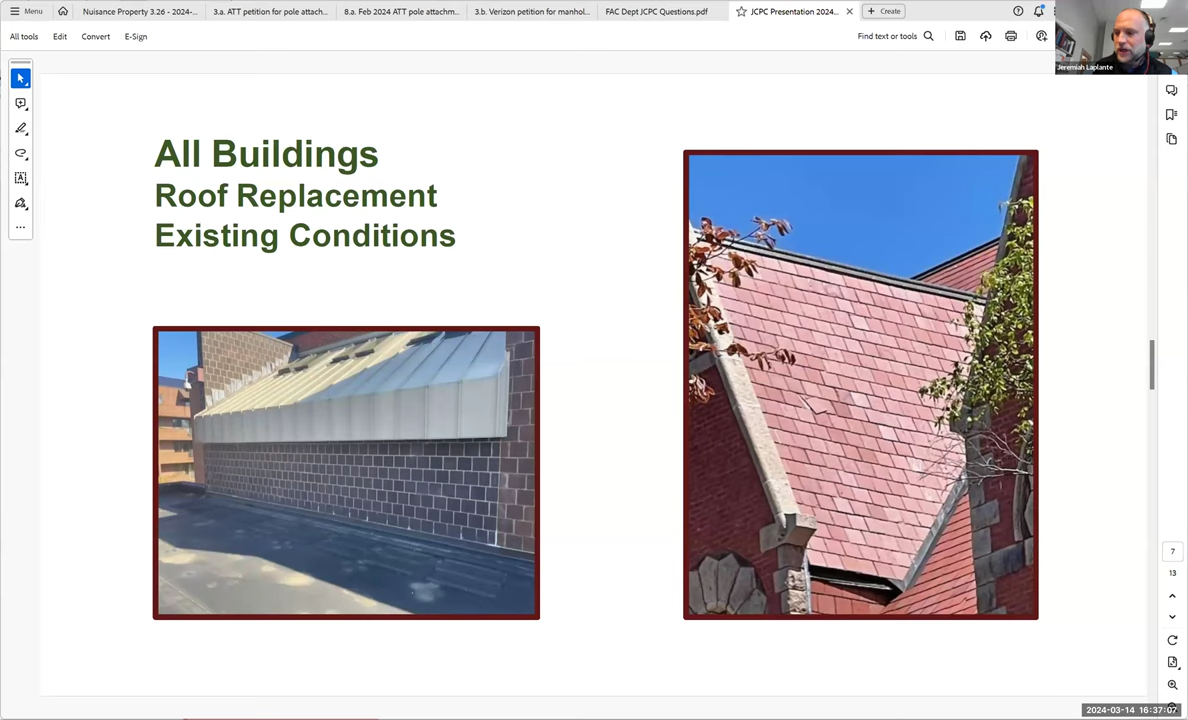 Menu
Nuisance Property 3.26 - 2024-...
3.a. ATT petition for pole attach...
8.a. Feb 2024 ATT pole attachm...
3.b. Verizon petition for manhol...
FAC Dept JCPC Questions.pdf
JCPC Presentation 2024...
Create
All tools
Edit
Convert
E-Sign
Find text or tools
Jeremiah Laplante
All Buildings
Roof Replacement
Existing Conditions
7
13
2024-03-14 16:37:07